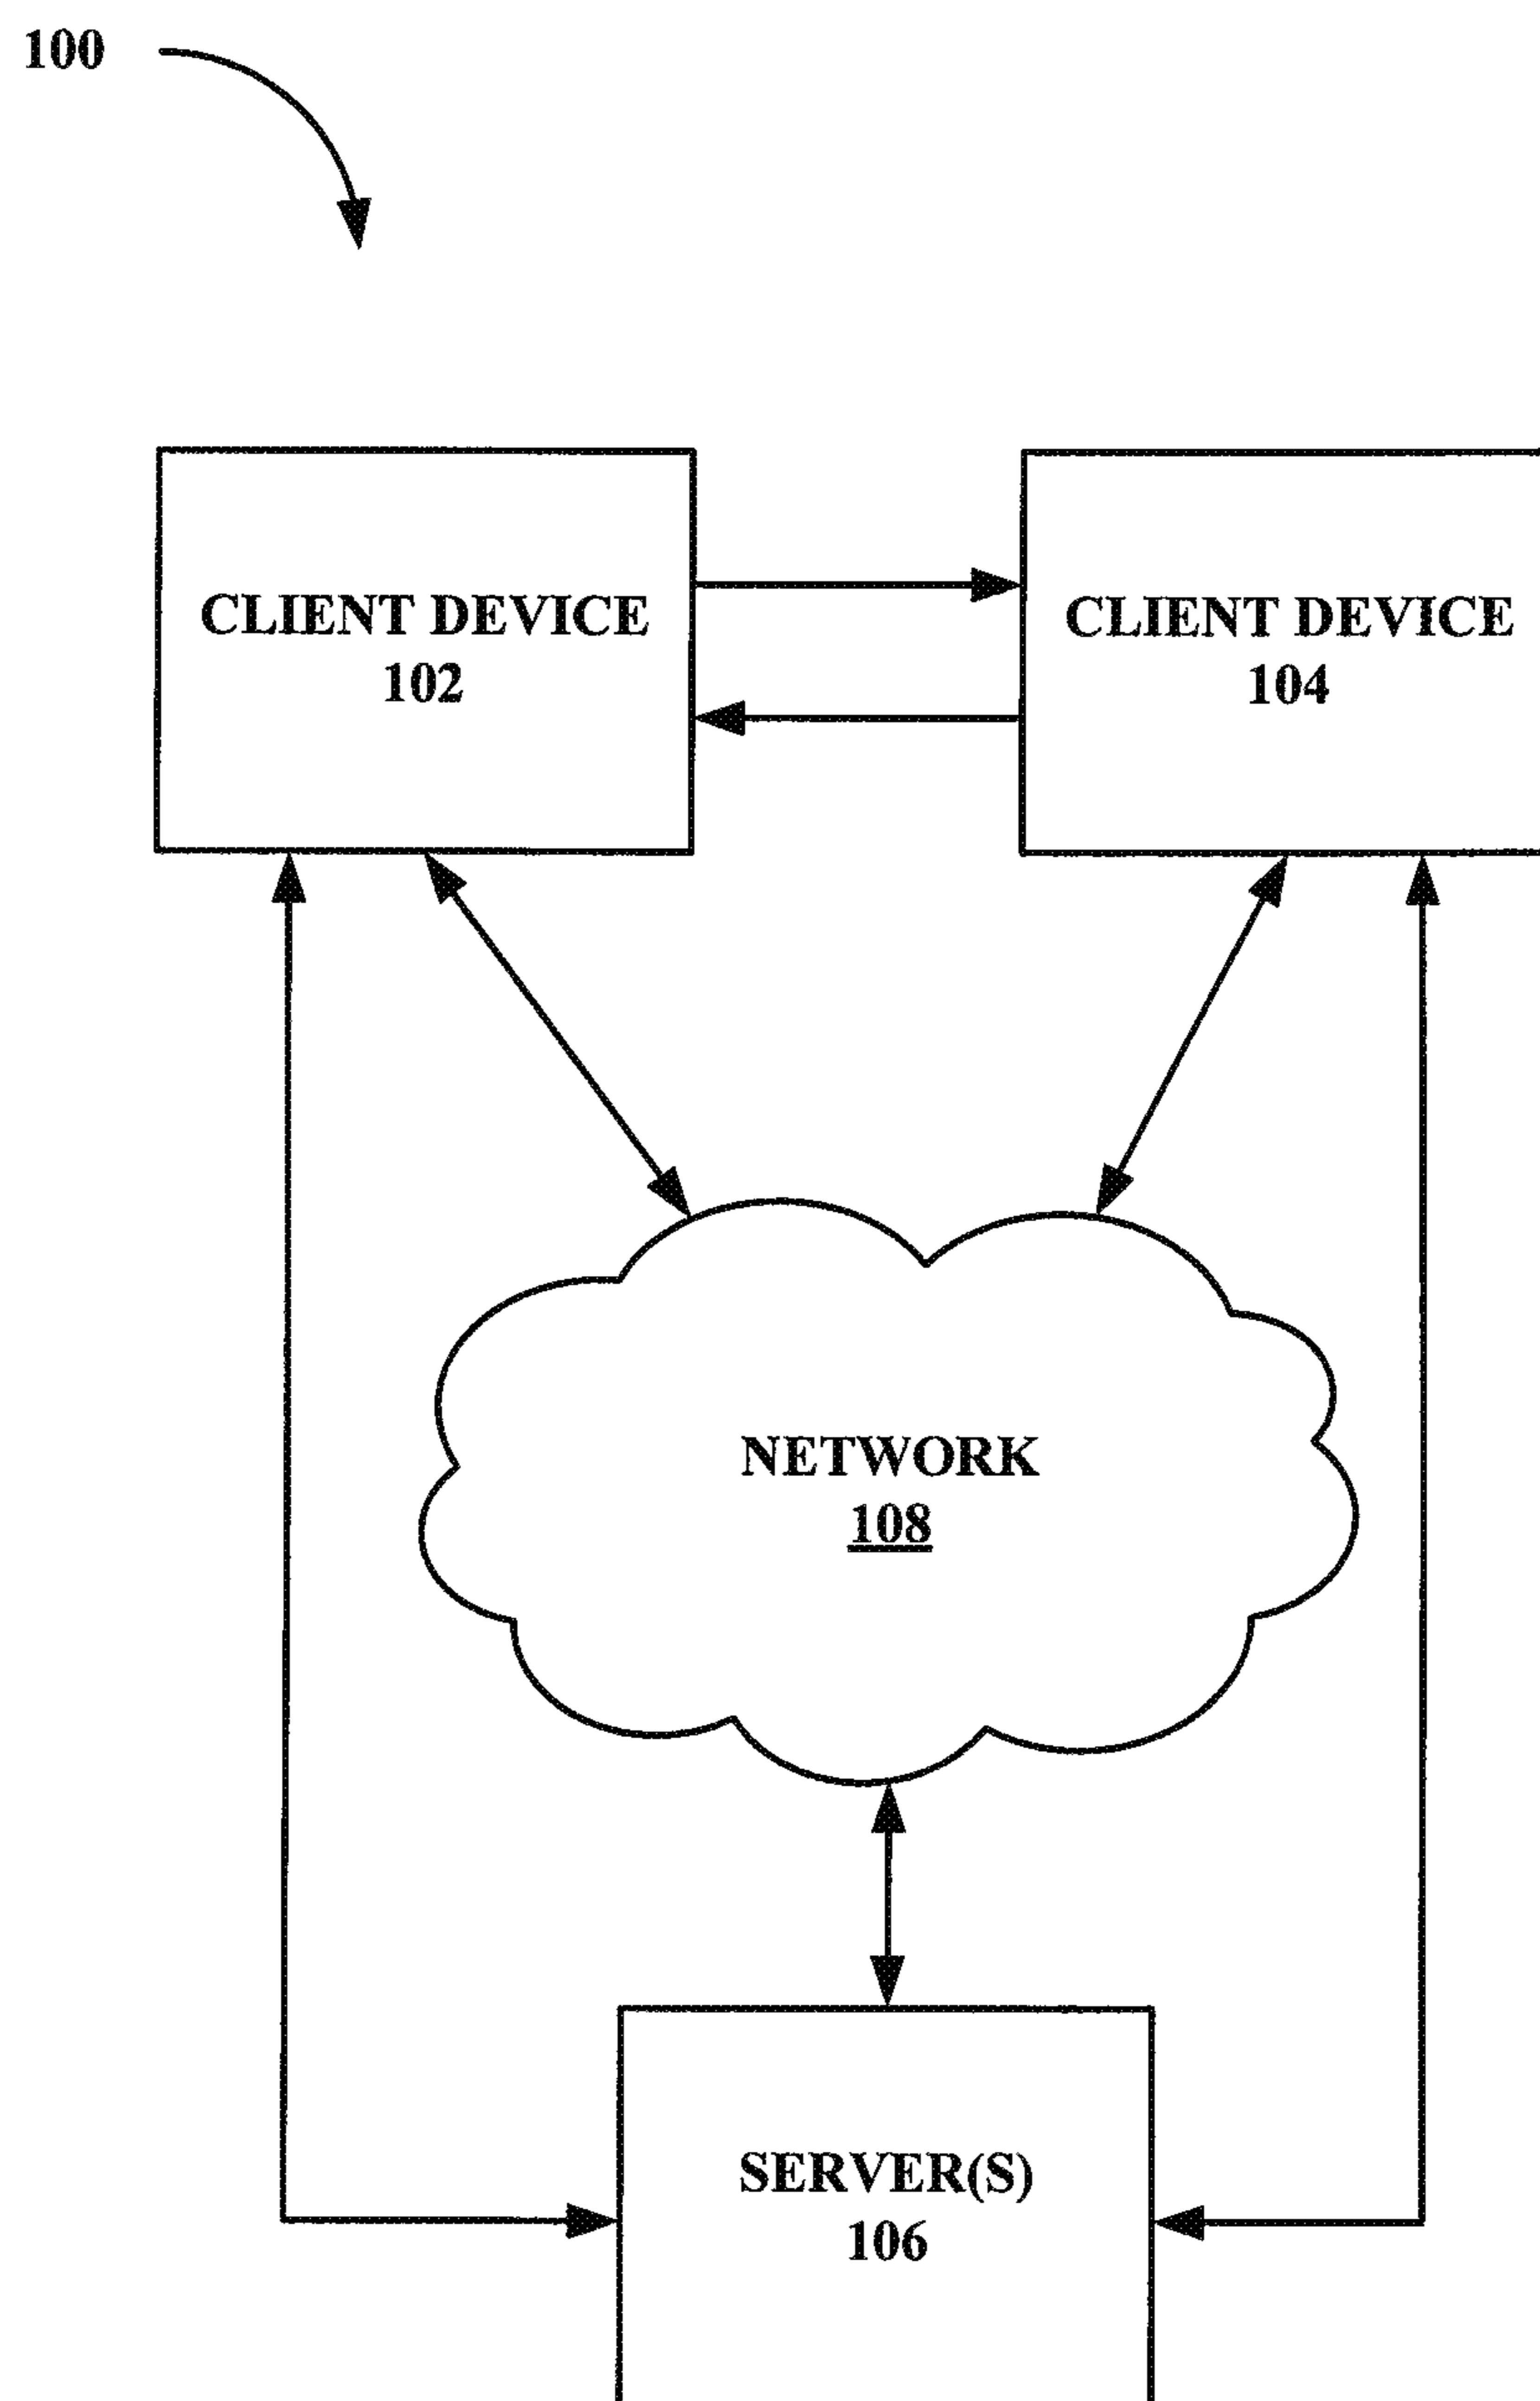 100
CLIENT DEVICE
102
CLIENT DEVICE
104
NETWORK
108
SERVER(S)
106